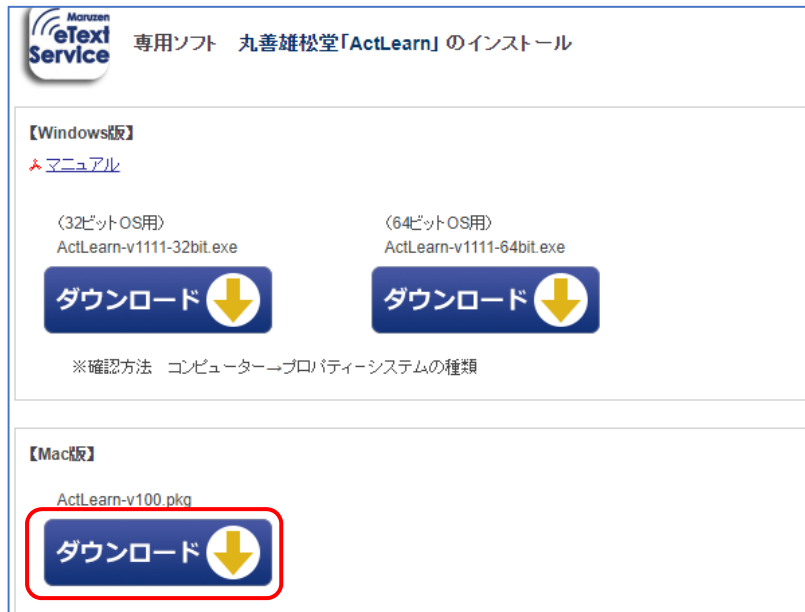 Maruzen
eText
Service
専用ソフト 丸善雄松堂「ActLearn」のインストール
【Windows版】
マニュアル
（32ビットOS用）
ActLearn-v1111-32bit.exe
ダウンロード
（64ビットOS用）
ActLearn-v1111-64bit.exe
ダウンロード
※確認方法 コンピューター→プロパティーシステムの種類
【Mac版】
ActLearn-v100.pkg
ダウンロード